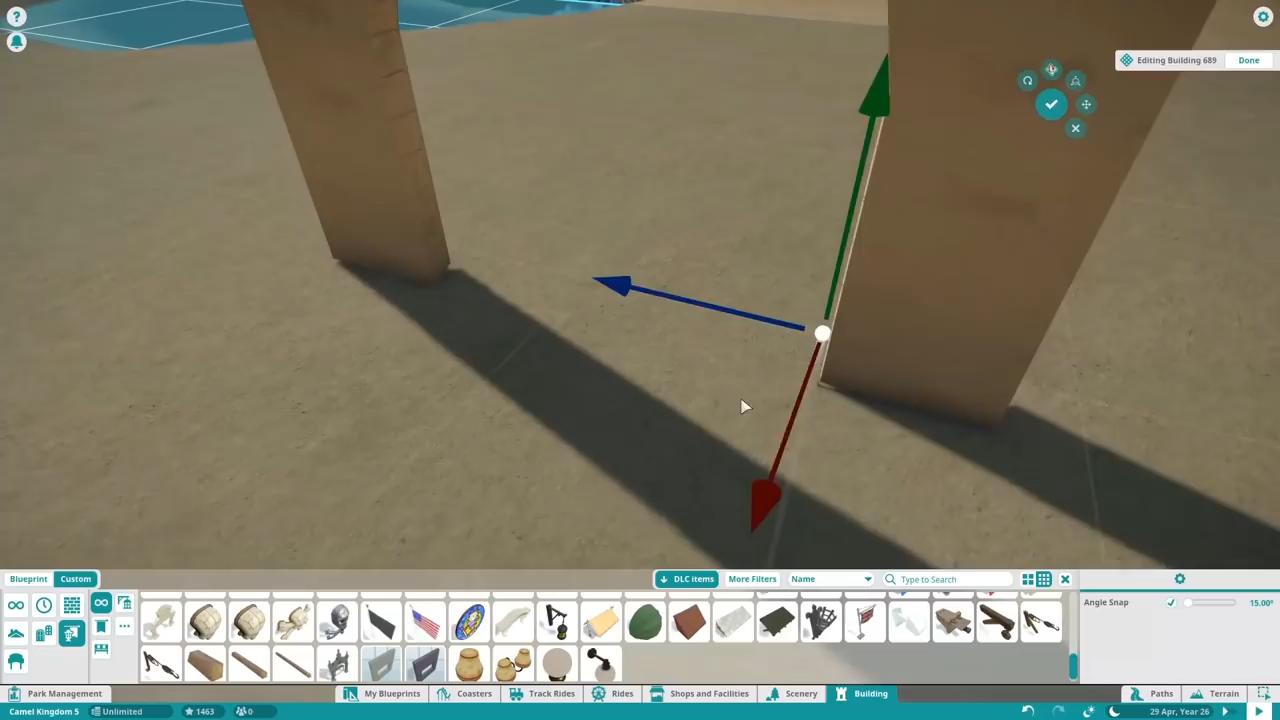 ?
Editing Building 689 Done
Blueprint Custom DLC items More Filters Name Type to Search
Angle Snap 15.00°
Park Management My Blueprints Coasters Track Rides Rides Shops and Facilities Scenery Building Paths Terrain
Camel Kingdom 5 Unlimited 1463 0 29 Apr, Year 26